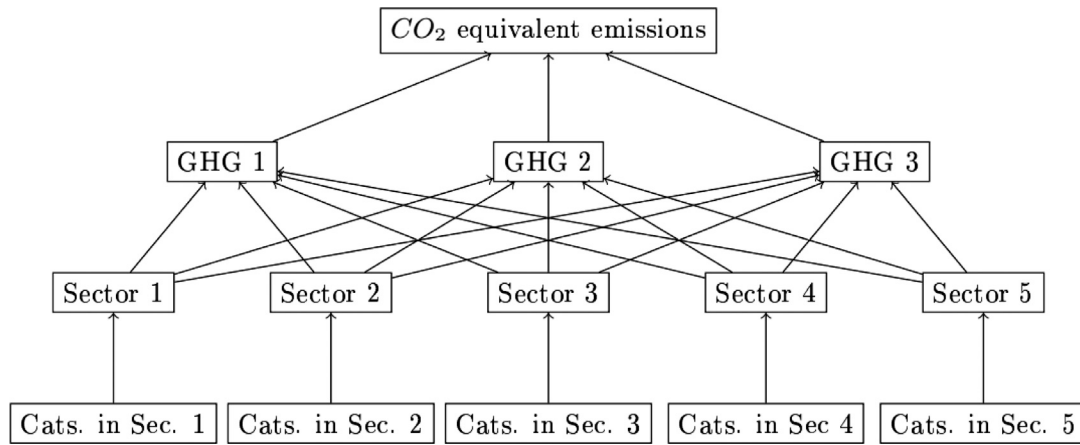 CO₂ equivalent emissions
GHG 1
GHG 2
GHG 3
Sector 1
Sector 2
Sector 3
Sector 4
Sector 5
Cats. in Sec. 1
Cats. in Sec. 2
Cats. in Sec. 3
Cats. in Sec 4
Cats. in Sec. 5